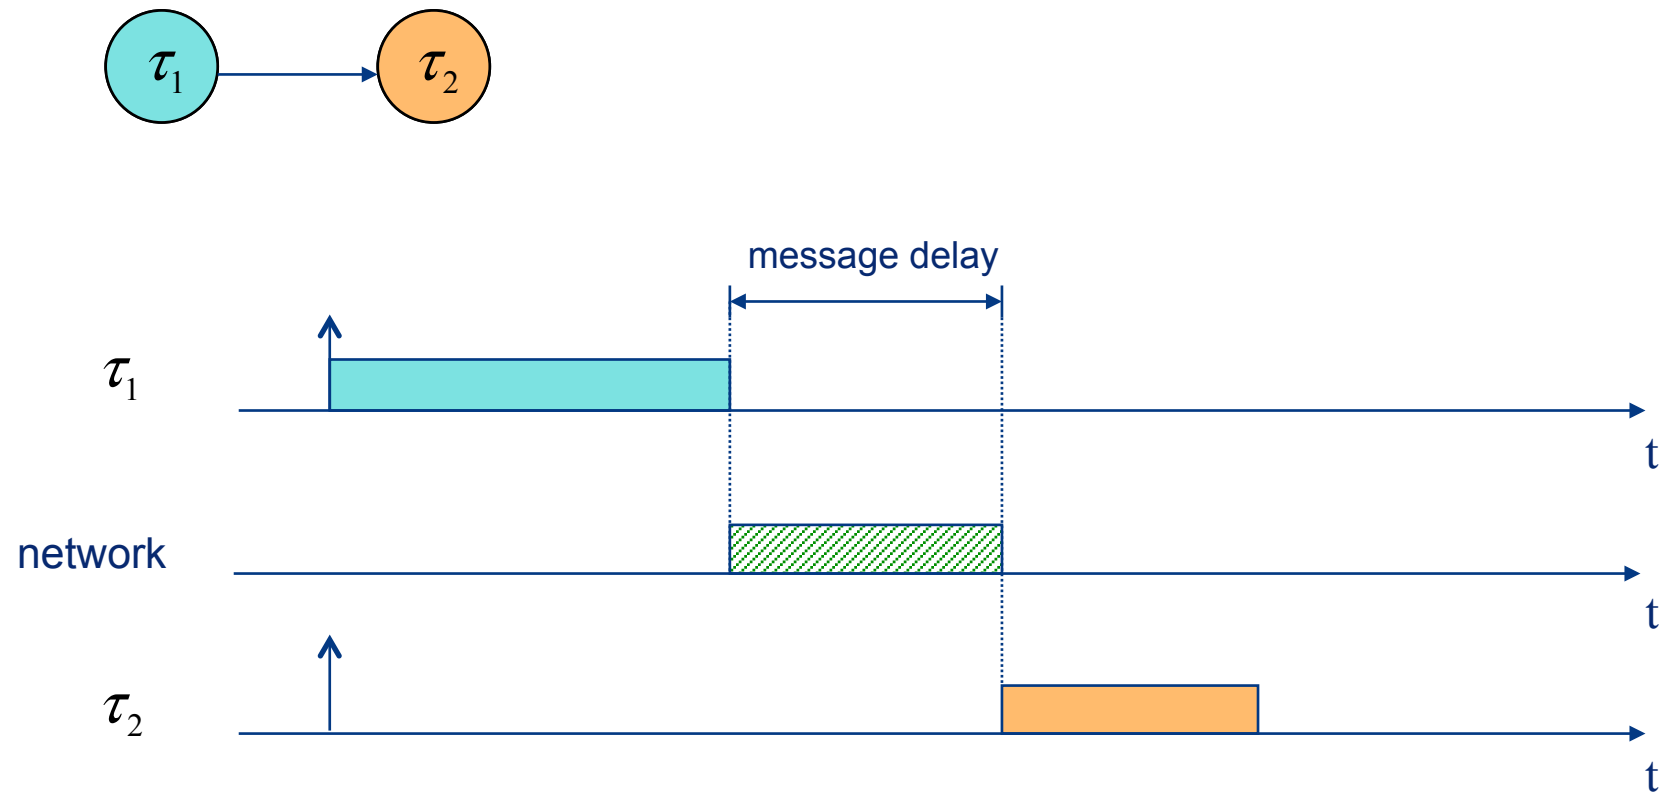 τ₁ τ₂
message delay
τ₁
t
network
t
τ₂
t